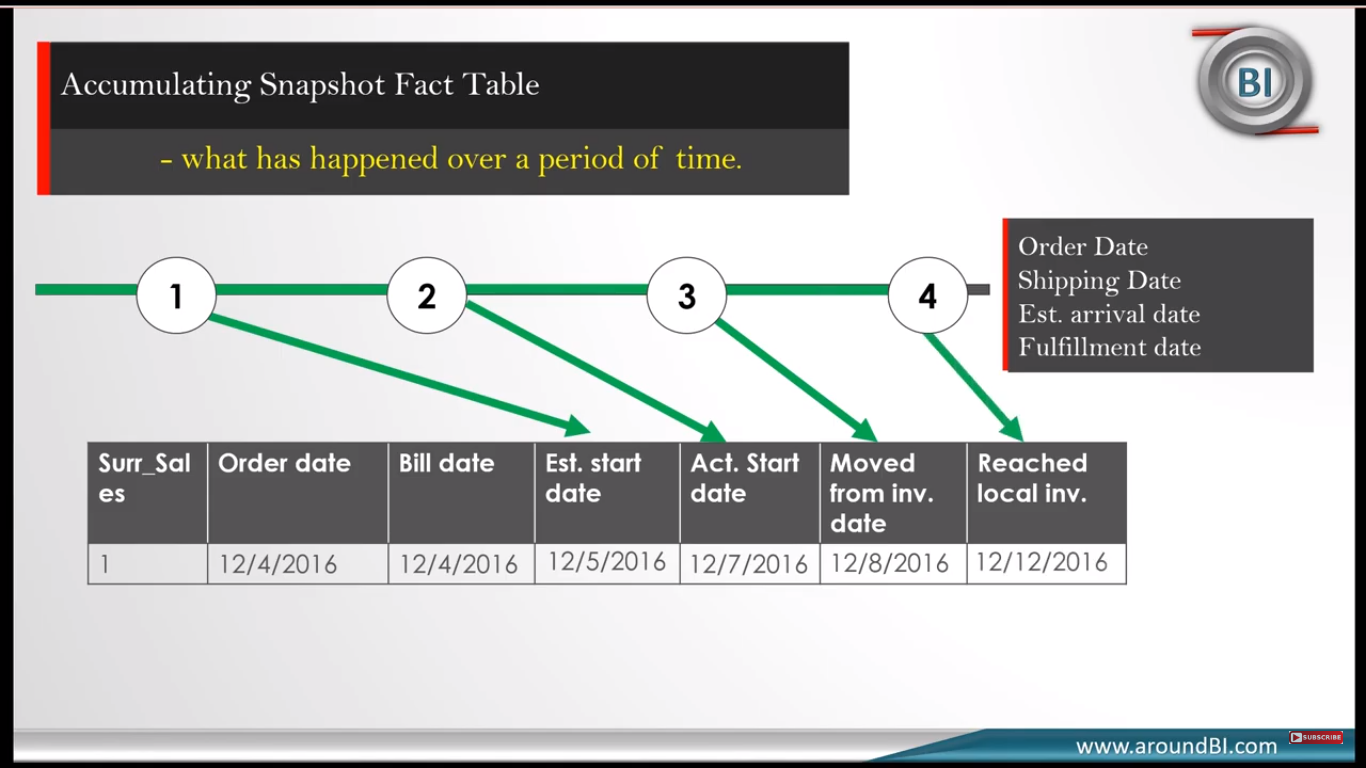 Accumulating Snapshot Fact Table
– what has happened over a period of time.
BI
1
2
3
4
Order Date
Shipping Date
Est. arrival date
Fulfillment date
Surr_Sal
es
Order date
Bill date
Est. start
date
Act. Start
date
Moved
from inv.
date
Reached
local inv.
1
12/4/2016
12/4/2016
12/5/2016
12/7/2016
12/8/2016
12/12/2016
www.aroundBI.com
SUBSCRIBE